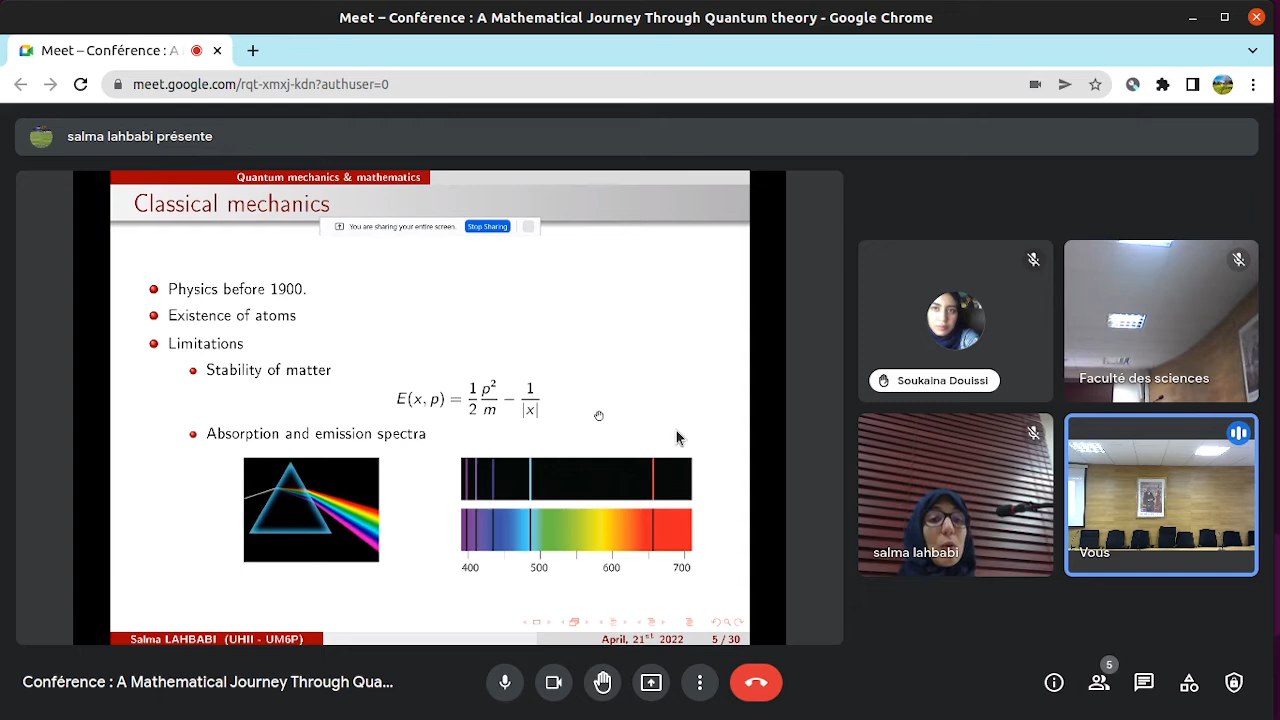 Meet – Conférence : A Mathematical Journey Through Quantum theory - Google Chrome
Meet – Conférence : A
meet.google.com/rqt-xmxj-kdn?authuser=0
salma lahbabi présente
Quantum mechanics & mathematics
Classical mechanics
You are sharing your entire screen.
Stop Sharing
Physics before 1900.
Existence of atoms
Limitations
Stability of matter
E(x, p) = 1/2 p²/m − 1/|x|
Absorption and emission spectra
400 500 600 700
Salma LAHBABI (UHII - UM6P)
April, 21st 2022
5 / 30
Soukaina Douissi
Faculté des sciences
salma lahbabi
Vous
Conférence : A Mathematical Journey Through Qua...
5